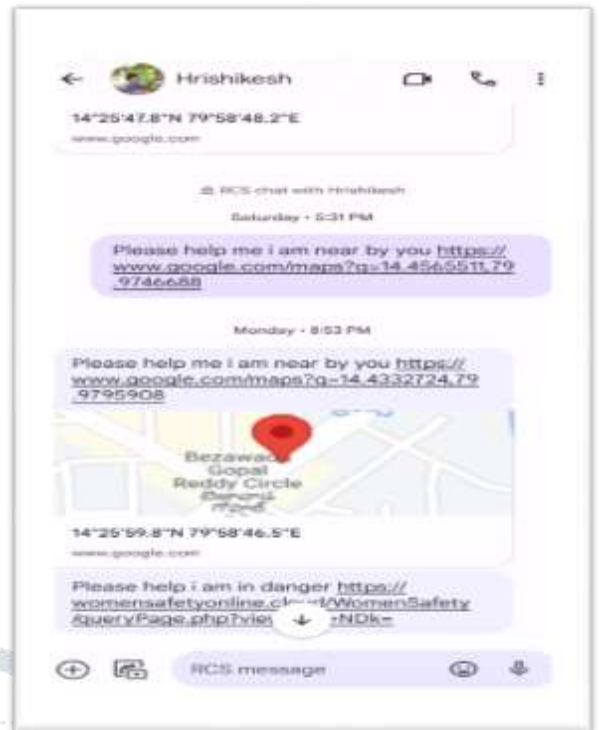 Hrishikesh
14°25'47.8"N 79°58'48.2"E
www.google.com
RCS chat with Hrishikesh
Saturday • 5:31 PM
Please help me i am near by you https://
www.google.com/maps?q=14.4565511,79
.9746688
Monday • 8:53 PM
Please help me i am near by you https://
www.google.com/maps?q=14.4332724,79
.9795908
Bezawada
Gopal
Reddy Circle
14°25'59.8"N 79°58'46.5"E
www.google.com
Please help i am in danger https://
womensafetyonline.cloud/WomenSafety
/queryPage.php?vie NDk=
RCS message